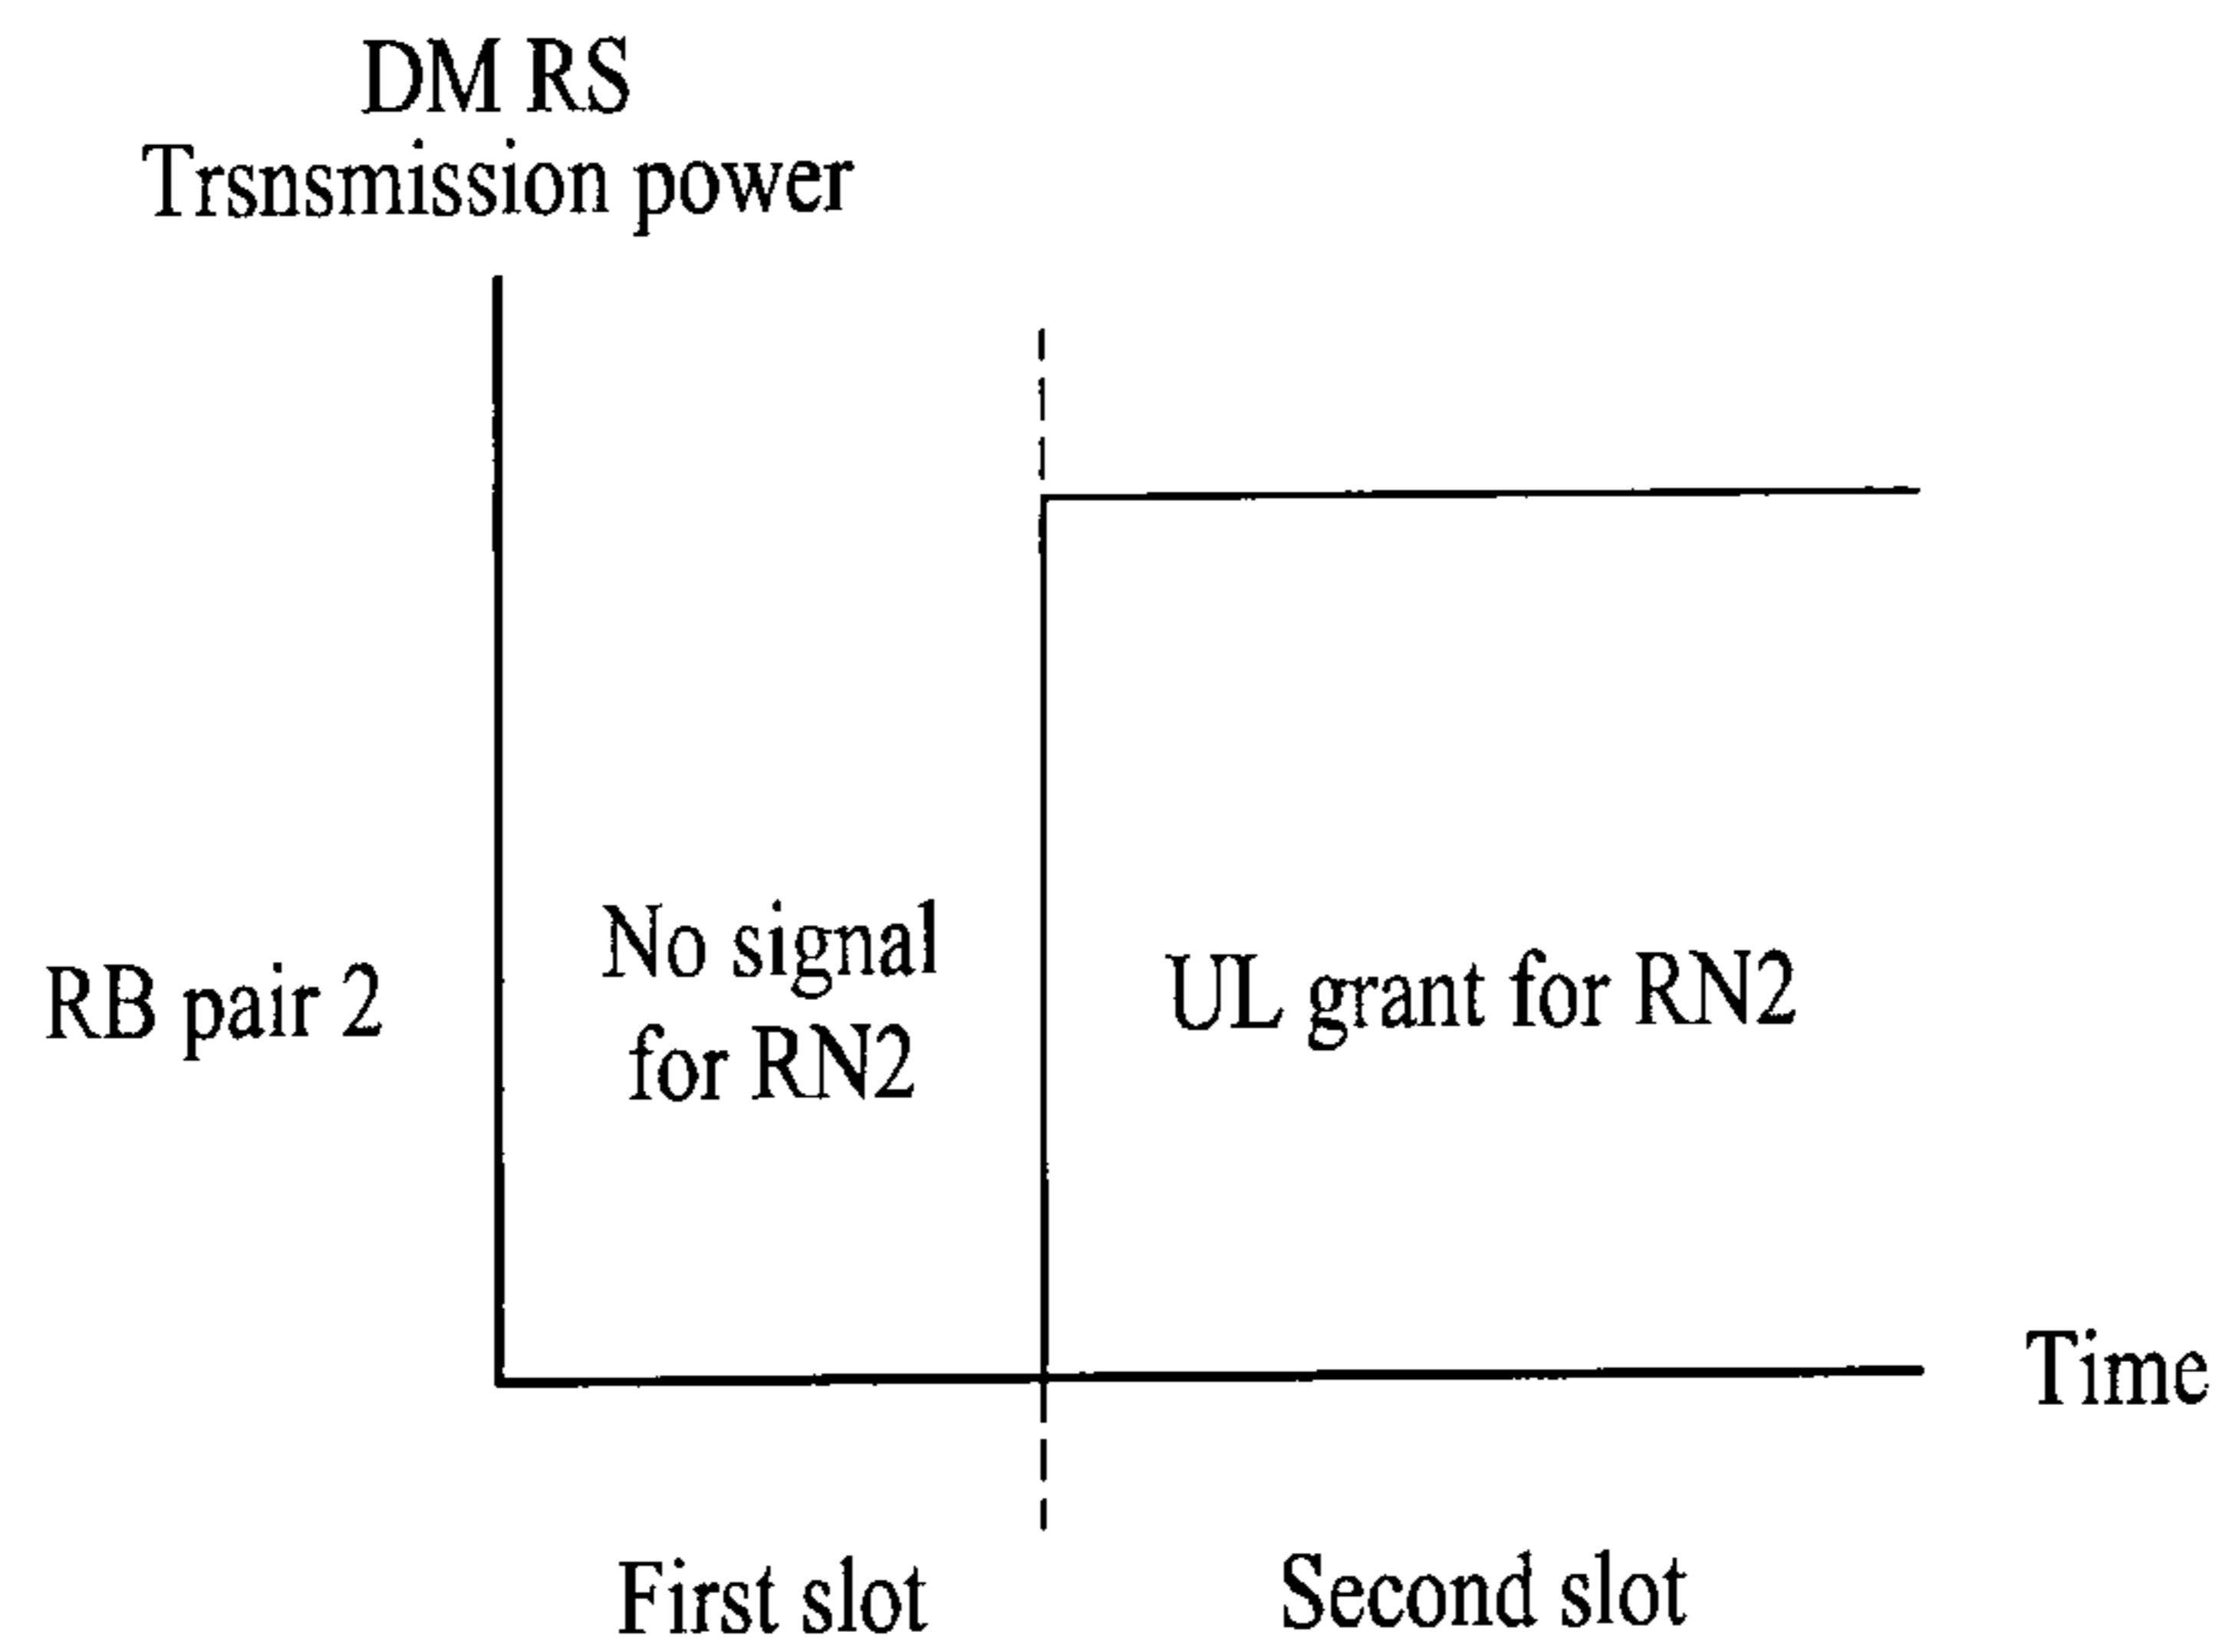 DM RS
Trsnsmission power
No signal
for RN2
RB pair 2
UL grant for RN2
Time
First slot
Second slot